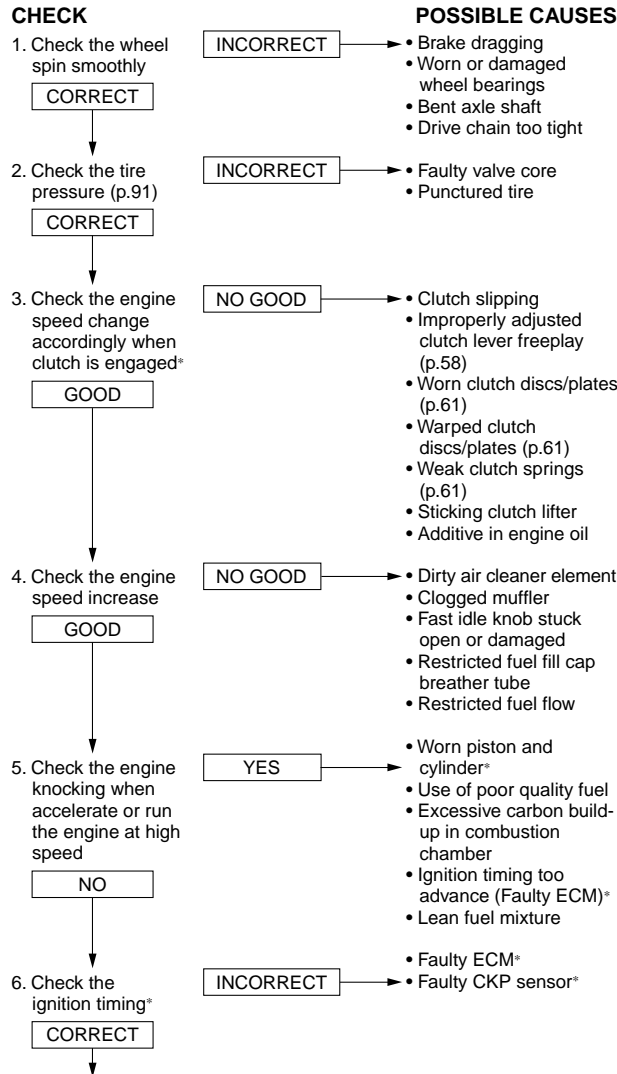 CHECK
POSSIBLE CAUSES
1. Check the wheel
spin smoothly
CORRECT
INCORRECT
• Brake dragging
• Worn or damaged
wheel bearings
• Bent axle shaft
• Drive chain too tight
2. Check the tire
pressure (p.91)
CORRECT
INCORRECT
• Faulty valve core
• Punctured tire
3. Check the engine
speed change
accordingly when
clutch is engaged*
GOOD
NO GOOD
• Clutch slipping
• Improperly adjusted
clutch lever freeplay
(p.58)
• Worn clutch discs/plates
(p.61)
• Warped clutch
discs/plates (p.61)
• Weak clutch springs
(p.61)
• Sticking clutch lifter
• Additive in engine oil
4. Check the engine
speed increase
GOOD
NO GOOD
• Dirty air cleaner element
• Clogged muffler
• Fast idle knob stuck
open or damaged
• Restricted fuel fill cap
breather tube
• Restricted fuel flow
5. Check the engine
knocking when
accelerate or run
the engine at high
speed
NO
YES
• Worn piston and
cylinder*
• Use of poor quality fuel
• Excessive carbon build-
up in combustion
chamber
• Ignition timing too
advance (Faulty ECM)*
• Lean fuel mixture
6. Check the
ignition timing*
CORRECT
INCORRECT
• Faulty ECM*
• Faulty CKP sensor*